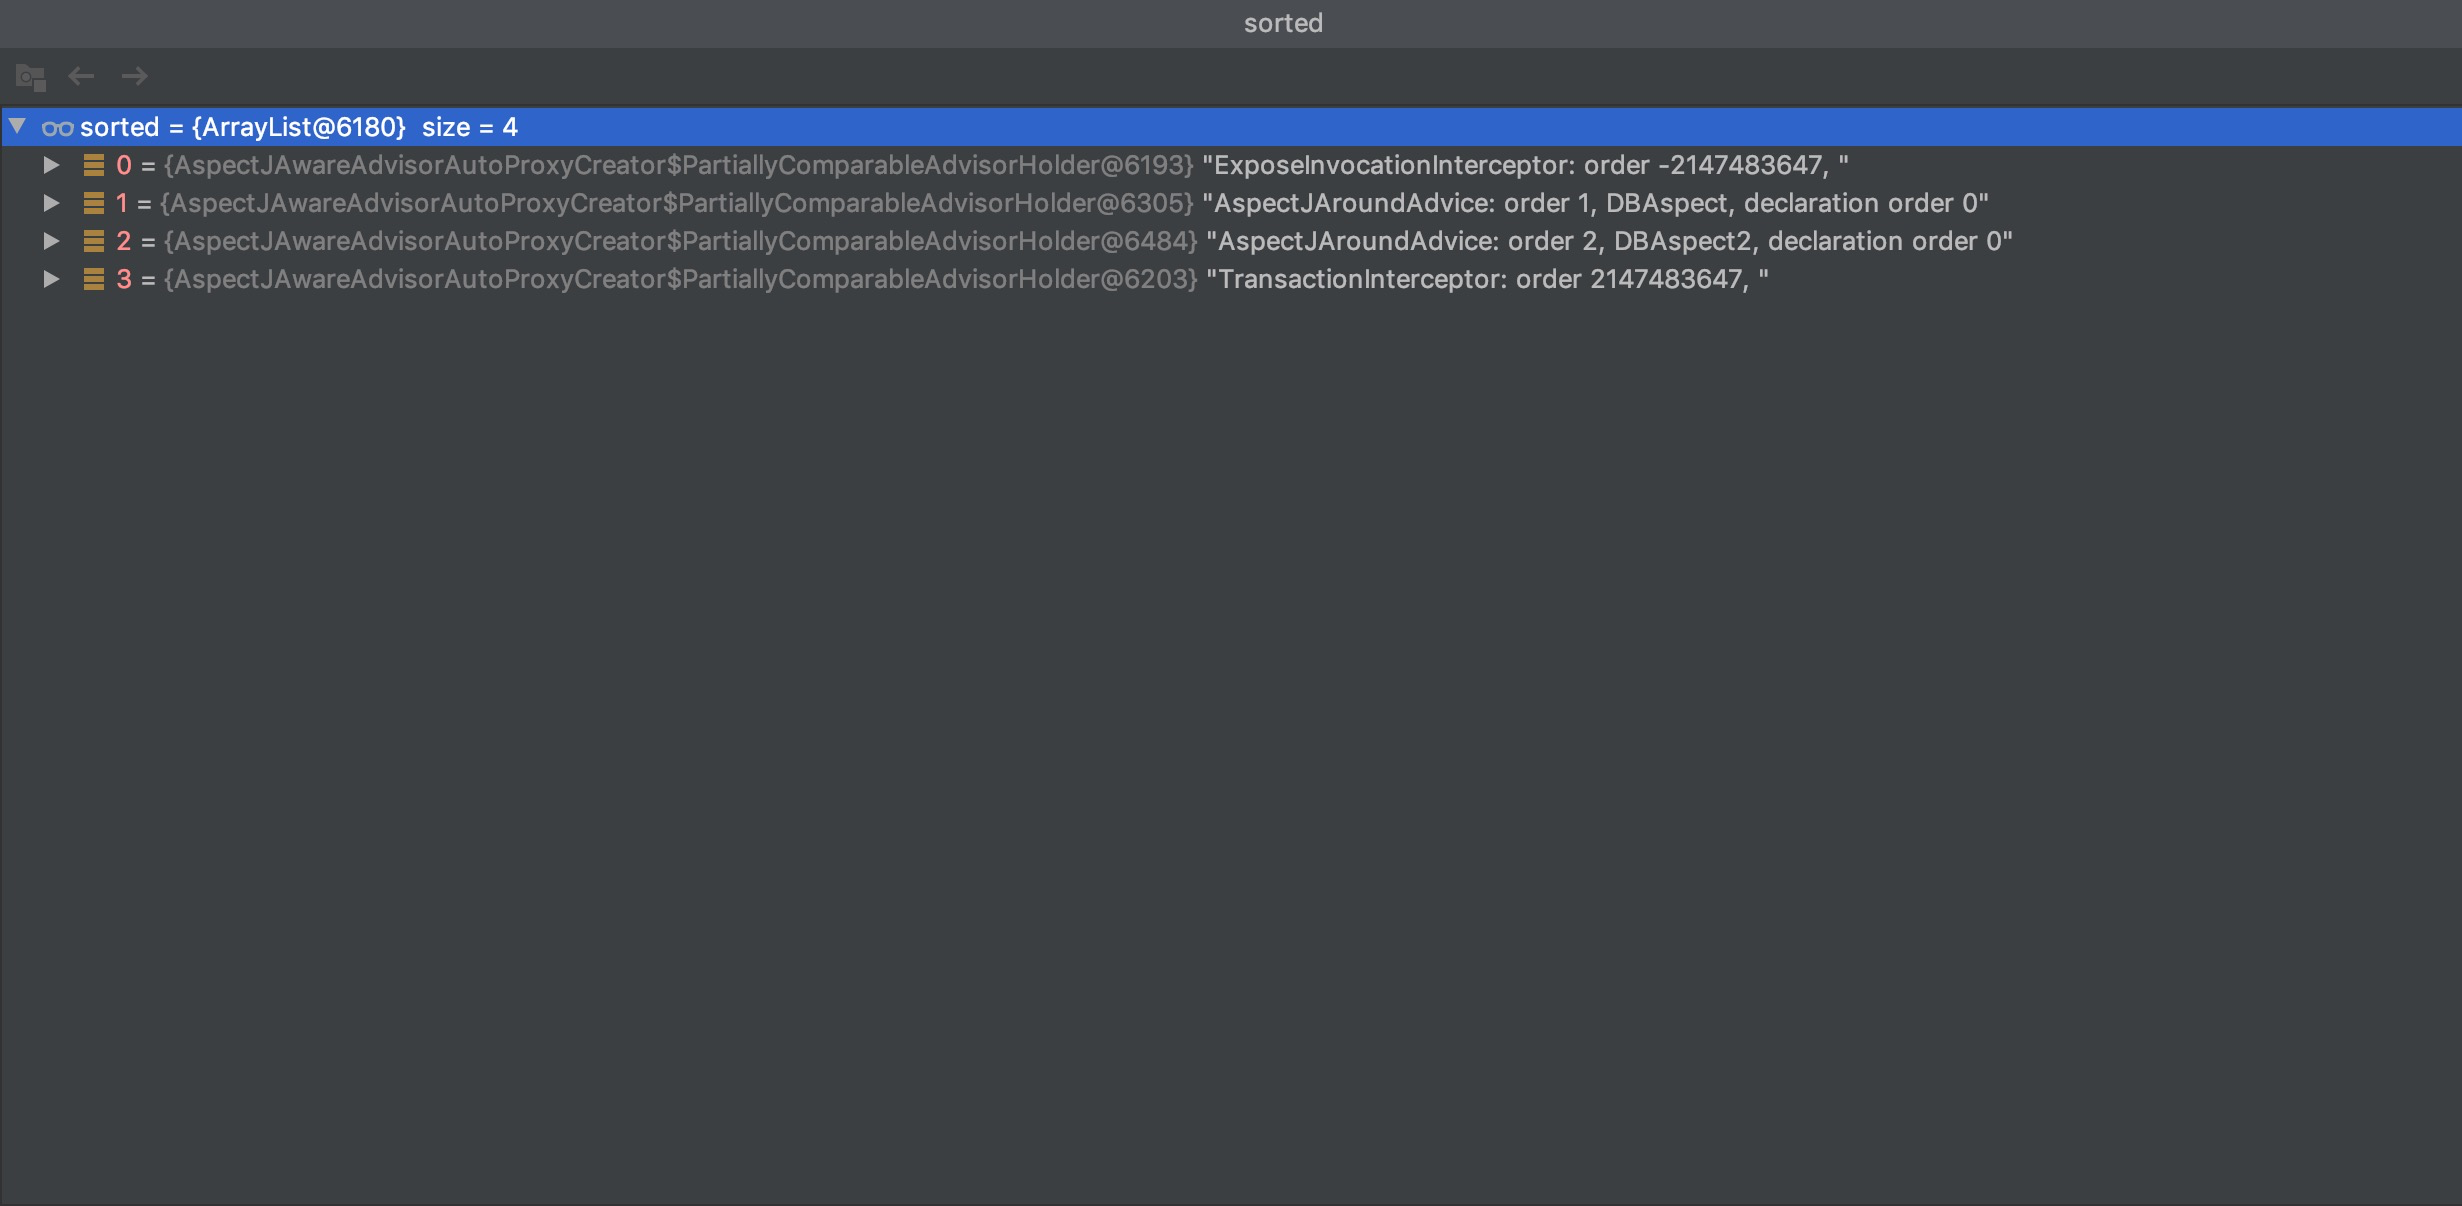 sorted
sorted = {ArrayList@6180} size = 4
0 = {AspectJAwareAdvisorAutoProxyCreator$PartiallyComparableAdvisorHolder@6193} "ExposeInvocationInterceptor: order -2147483647, "
1 = {AspectJAwareAdvisorAutoProxyCreator$PartiallyComparableAdvisorHolder@6305} "AspectJAroundAdvice: order 1, DBAspect, declaration order 0"
2 = {AspectJAwareAdvisorAutoProxyCreator$PartiallyComparableAdvisorHolder@6484} "AspectJAroundAdvice: order 2, DBAspect2, declaration order 0"
3 = {AspectJAwareAdvisorAutoProxyCreator$PartiallyComparableAdvisorHolder@6203} "TransactionInterceptor: order 2147483647, "